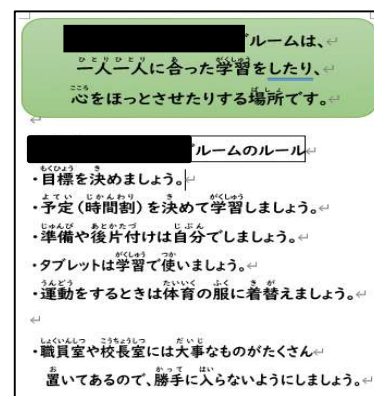 ルームは、
一人一人に合った学習をしたり、
心をほっとさせたりする場所です。
ルームのルール
・目標を決めましょう。
・予定(時間割)を決めて学習しましょう。
・準備や後片付けは自分でしましょう。
・タブレットは学習で使いましょう。
・運動をするときは体育の服に着替えましょう。
・職員室や校長室には大事なものがたくさん
置いてあるので、勝手に入らないようにしましょう。